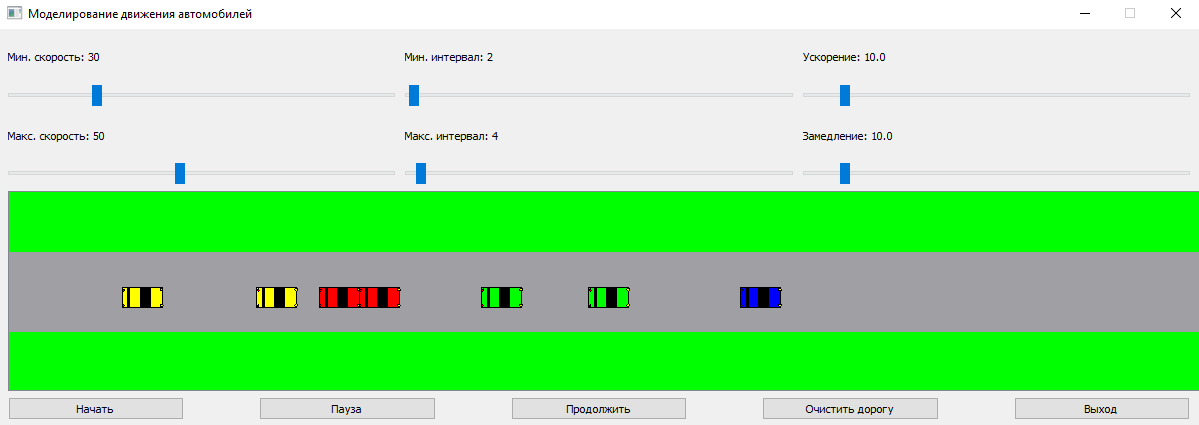 Моделирование движения автомобилей
Мин. скорость: 30
Мин. интервал: 2
Ускорение: 10.0
Макс. скорость: 50
Макс. интервал: 4
Замедление: 10.0
Начать
Пауза
Продолжить
Очистить дорогу
Выход